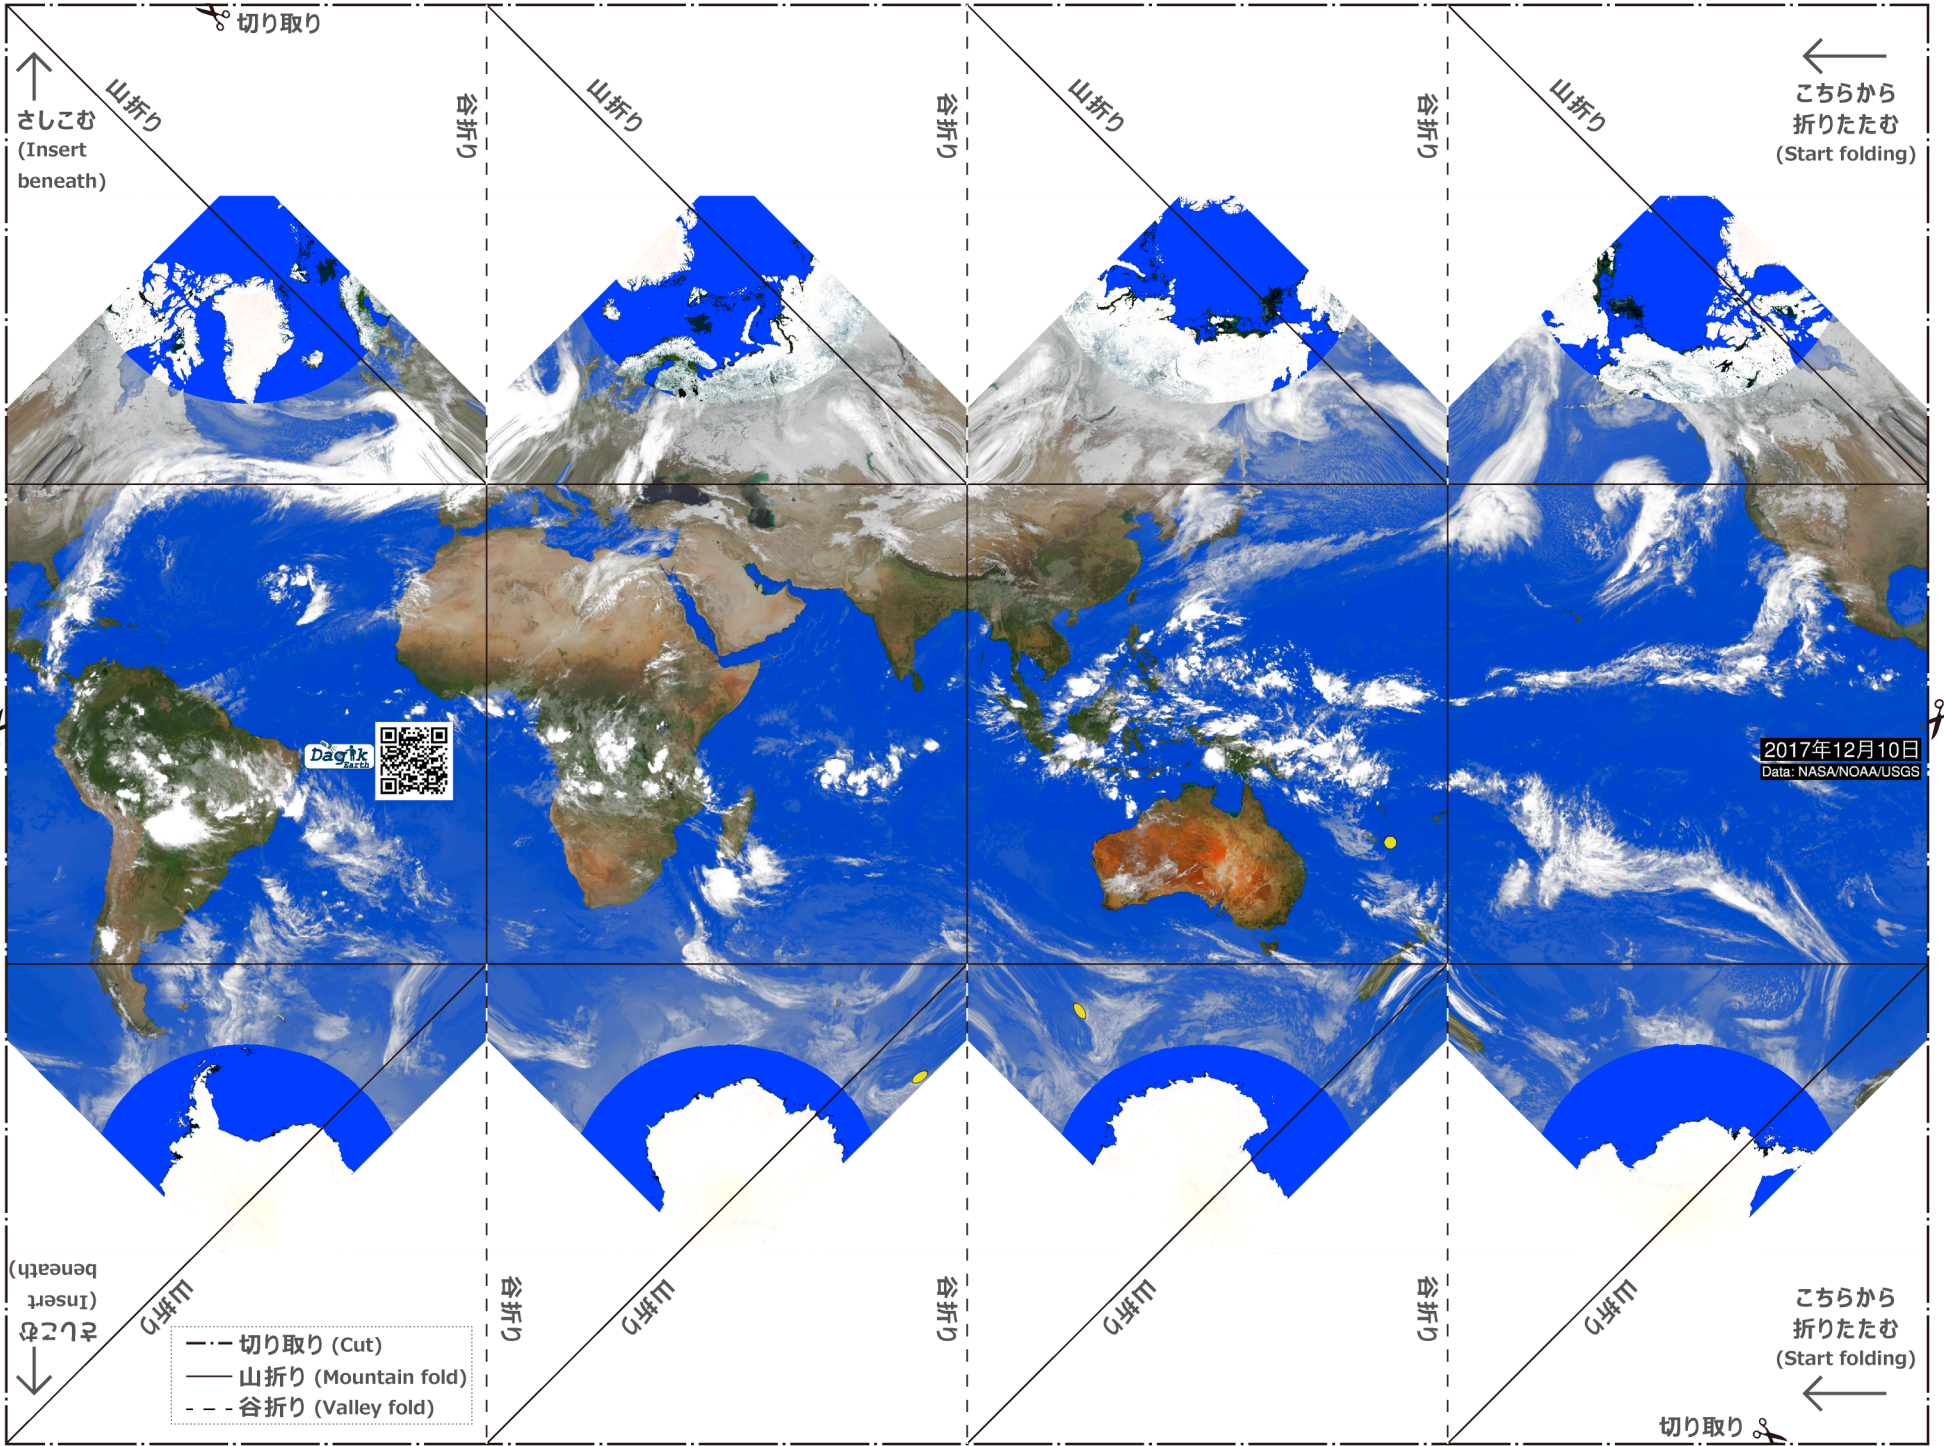 切り取り
山折り
谷折り
山折り
谷折り
山折り
谷折り
山折り
さしこむ
(Insert
beneath)
こちらから
折りたたむ
(Start folding)
Dagik
Earth
2017年12月10日
Data: NASA/NOAA/USGS
さしこむ
(Insert
beneath)
山折り
谷折り
山折り
谷折り
山折り
谷折り
山折り
こちらから
折りたたむ
(Start folding)
切り取り (Cut)
山折り (Mountain fold)
谷折り (Valley fold)
切り取り